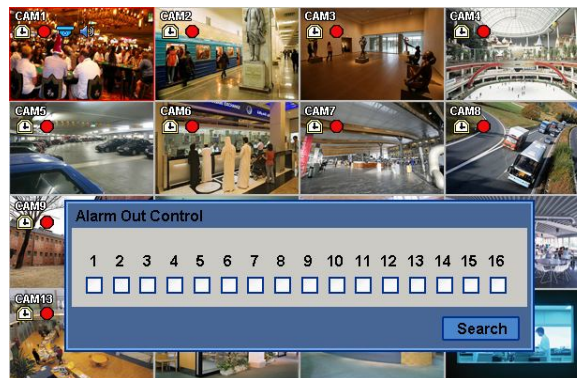 CAM1 CAM2 CAM3 CAM4
CAM5 CAM6 CAM7 CAM8
CAM9
Alarm Out Control
1 2 3 4 5 6 7 8 9 10 11 12 13 14 15 16
CAM13
Search